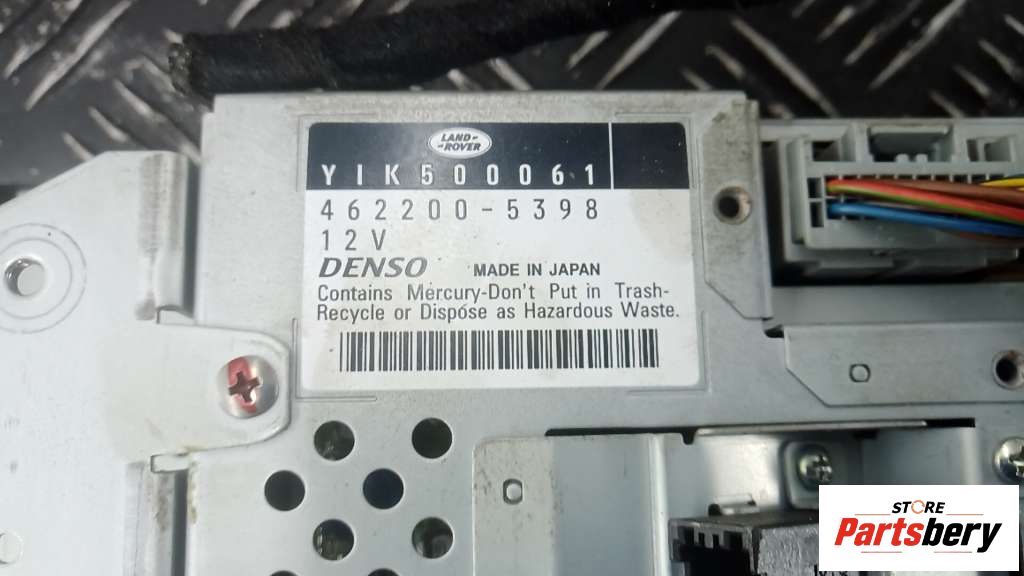 LAND-
-ROVER
YIK500061
462200-5398
12V
DENSO MADE IN JAPAN
Contains Mercury-Don't Put in Trash-
Recycle or Dispose as Hazardous Waste.
STORE
Partsbery